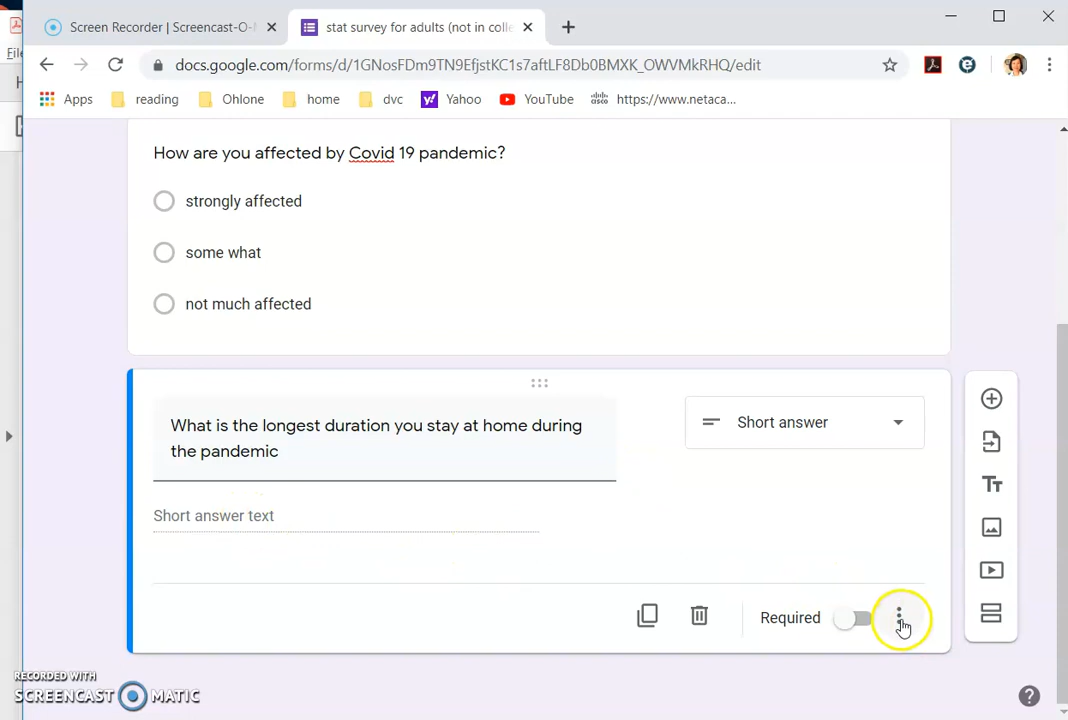 Screen Recorder | Screencast-O-
stat survey for adults (not in colle
File
docs.google.com/forms/d/1GNosFDm9TN9EfjstKC1s7aftLF8Db0BMXK_OWVMkRHQ/edit
Apps
reading
Ohlone
home
dvc
Yahoo
YouTube
https://www.netaca...
How are you affected by Covid 19 pandemic?
strongly affected
some what
not much affected
What is the longest duration you stay at home during
the pandemic
Short answer
Short answer text
Required
RECORDED WITH
SCREENCAST MATIC